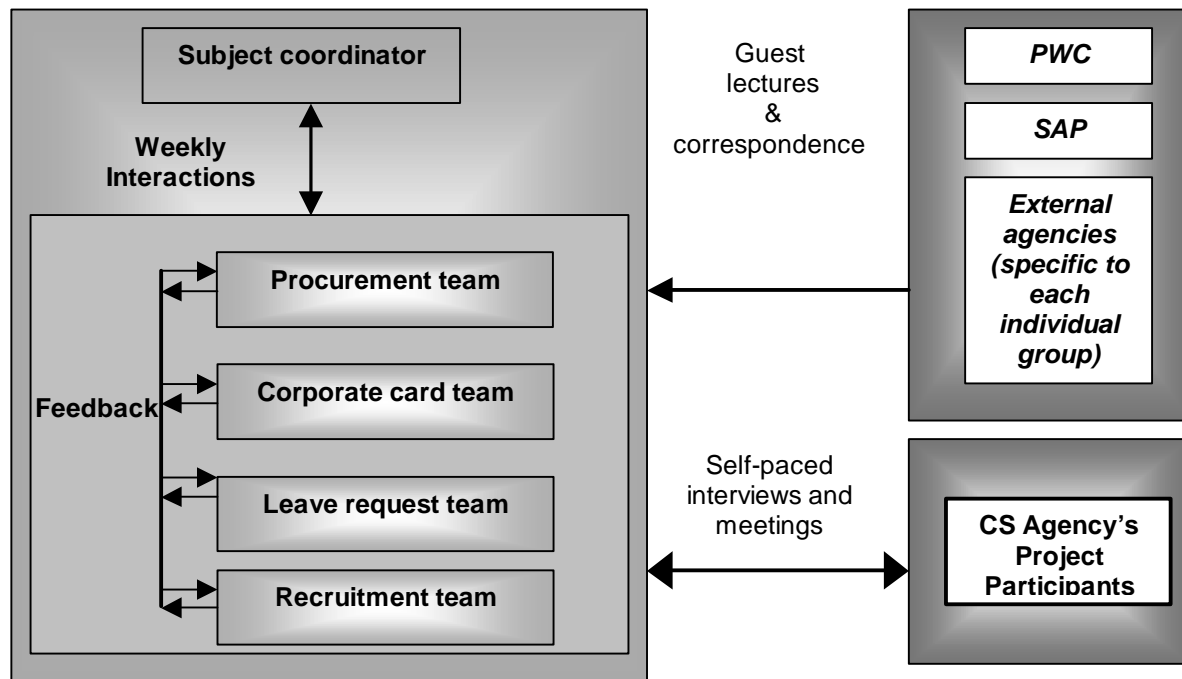 Subject coordinator
Weekly
Interactions
Procurement team
Corporate card team
Feedback
Leave request team
Recruitment team
Guest
lectures
&
correspondence
Self-paced
interviews and
meetings
PWC
SAP
External
agencies
(specific to
each
individual
group)
CS Agency’s
Project
Participants